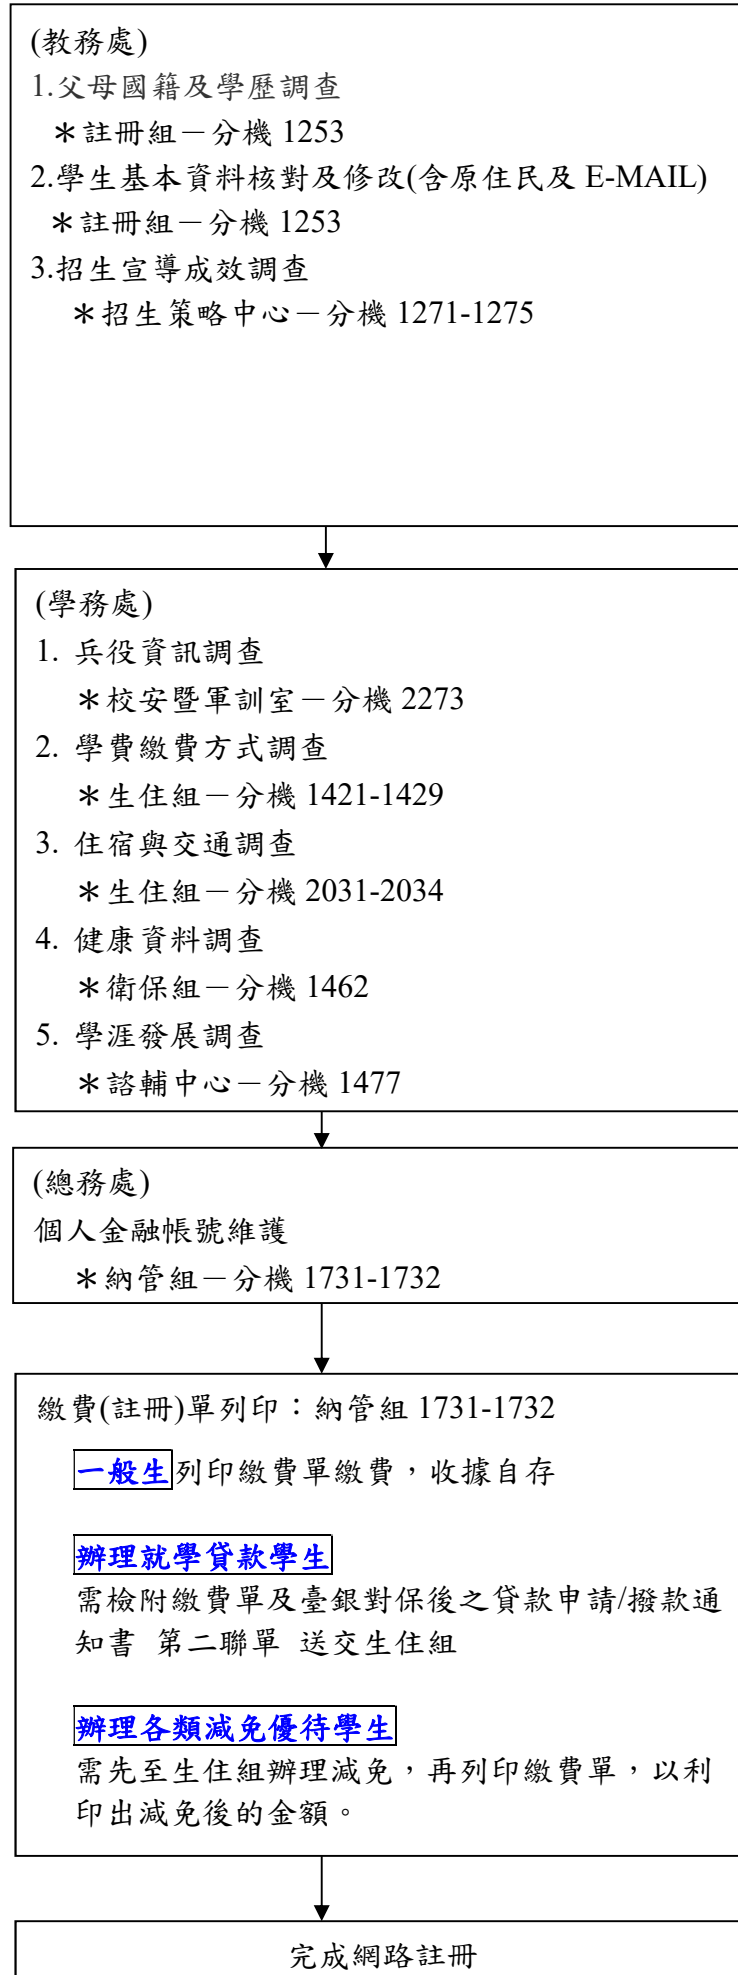 (教務處)
1.父母國籍及學歷調查
＊註冊組－分機 1253
2.學生基本資料核對及修改(含原住民及 E-MAIL)
＊註冊組－分機 1253
3.招生宣導成效調查
＊招生策略中心－分機 1271-1275
(學務處)
1. 兵役資訊調查
＊校安暨軍訓室－分機 2273
2. 學費繳費方式調查
＊生住組－分機 1421-1429
3. 住宿與交通調查
＊生住組－分機 2031-2034
4. 健康資料調查
＊衛保組－分機 1462
5. 學涯發展調查
＊諮輔中心－分機 1477
(總務處)
個人金融帳號維護
＊納管組－分機 1731-1732
繳費(註冊)單列印：納管組 1731-1732
一般生列印繳費單繳費，收據自存
辦理就學貸款學生
需檢附繳費單及臺銀對保後之貸款申請/撥款通
知書 第二聯單 送交生住組
辦理各類減免優待學生
需先至生住組辦理減免，再列印繳費單，以利
印出減免後的金額。
完成網路註冊